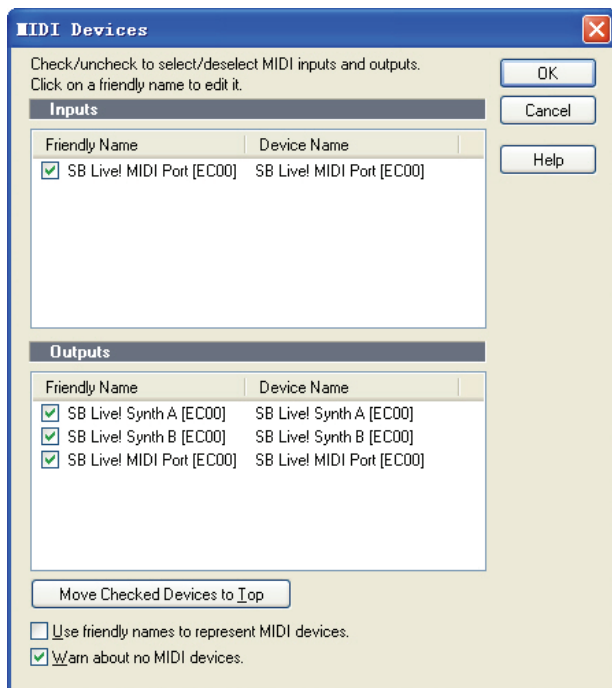 MIDI Devices
Check/uncheck to select/deselect MIDI inputs and outputs.
Click on a friendly name to edit it.
OK
Cancel
Help
Inputs
Friendly Name Device Name
SB Live! MIDI Port [EC00] SB Live! MIDI Port [EC00]
Outputs
Friendly Name Device Name
SB Live! Synth A [EC00] SB Live! Synth A [EC00]
SB Live! Synth B [EC00] SB Live! Synth B [EC00]
SB Live! MIDI Port [EC00] SB Live! MIDI Port [EC00]
Move Checked Devices to Top
Use friendly names to represent MIDI devices.
Warn about no MIDI devices.